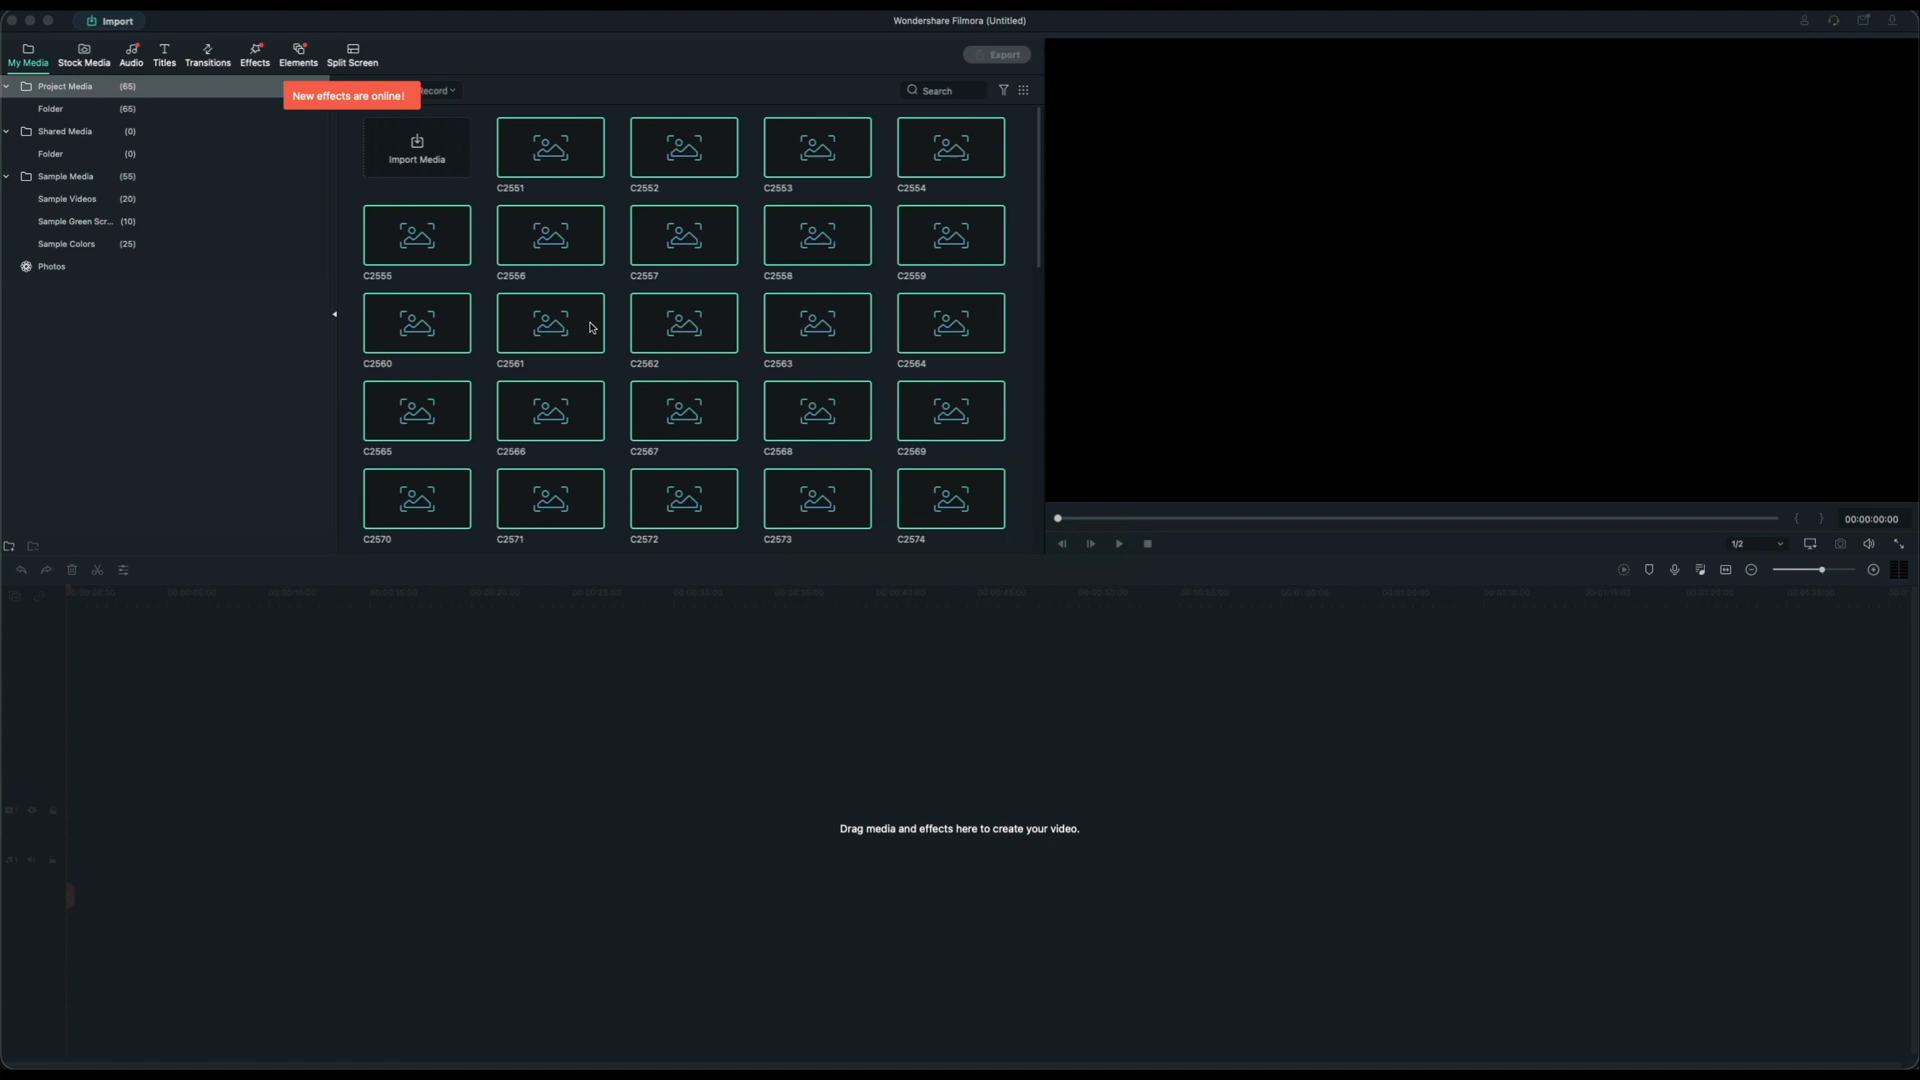 Import
Wondershare Filmora (Untitled)
My Media Stock Media Audio Titles Transitions Effects Elements Split Screen
Export
Project Media (65)
New effects are online!
ecord
Search
Folder (65)
Shared Media (0)
Folder (0)
Sample Media (55)
Sample Videos (20)
Sample Green Scr... (10)
Sample Colors (25)
Photos
Import Media
C2551 C2552 C2553 C2554
C2555 C2556 C2557 C2558 C2559
C2560 C2561 C2562 C2563 C2564
C2565 C2566 C2567 C2568 C2569
C2570 C2571 C2572 C2573 C2574
{ } 00:00:00:00
1/2
Drag media and effects here to create your video.